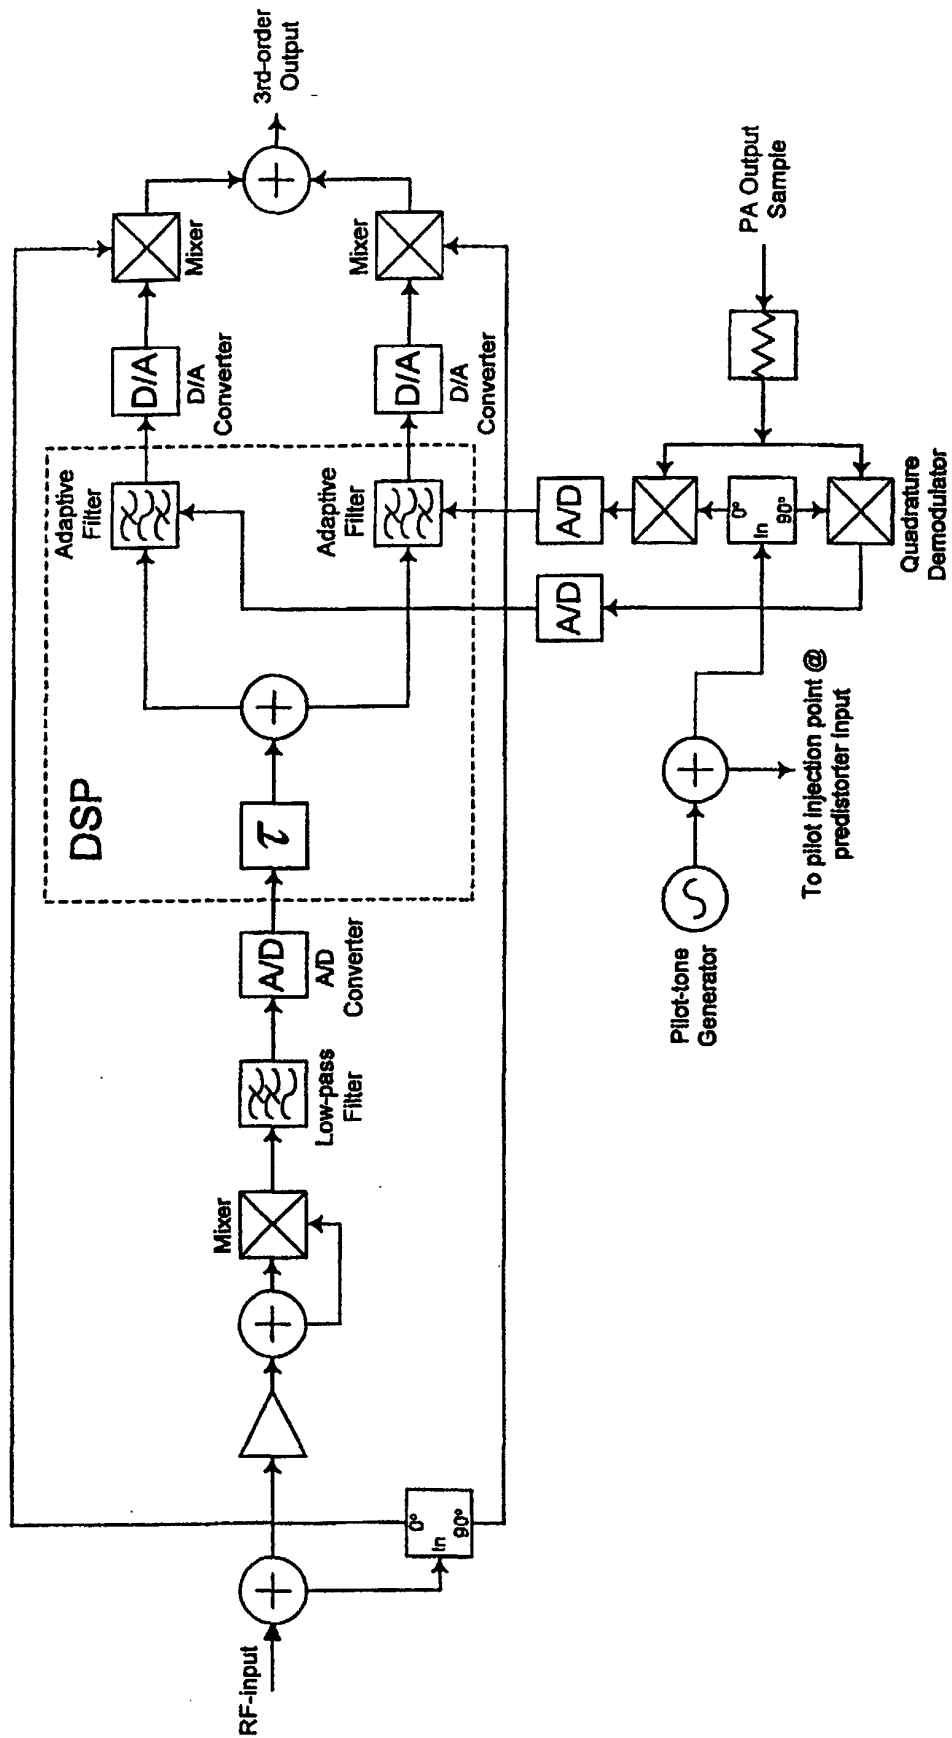 RF-input
In
0°
90°
Mixer
Low-pass
Filter
A/D
A/D
Converter
DSP
τ
Adaptive
Filter
Adaptive
Filter
D/A
D/A
Converter
D/A
D/A
Converter
Mixer
Mixer
3rd-order
Output
A/D
A/D
Pilot-tone
Generator
To pilot injection point @
predistorter input
In
0°
90°
Quadrature
Demodulator
PA Output
Sample